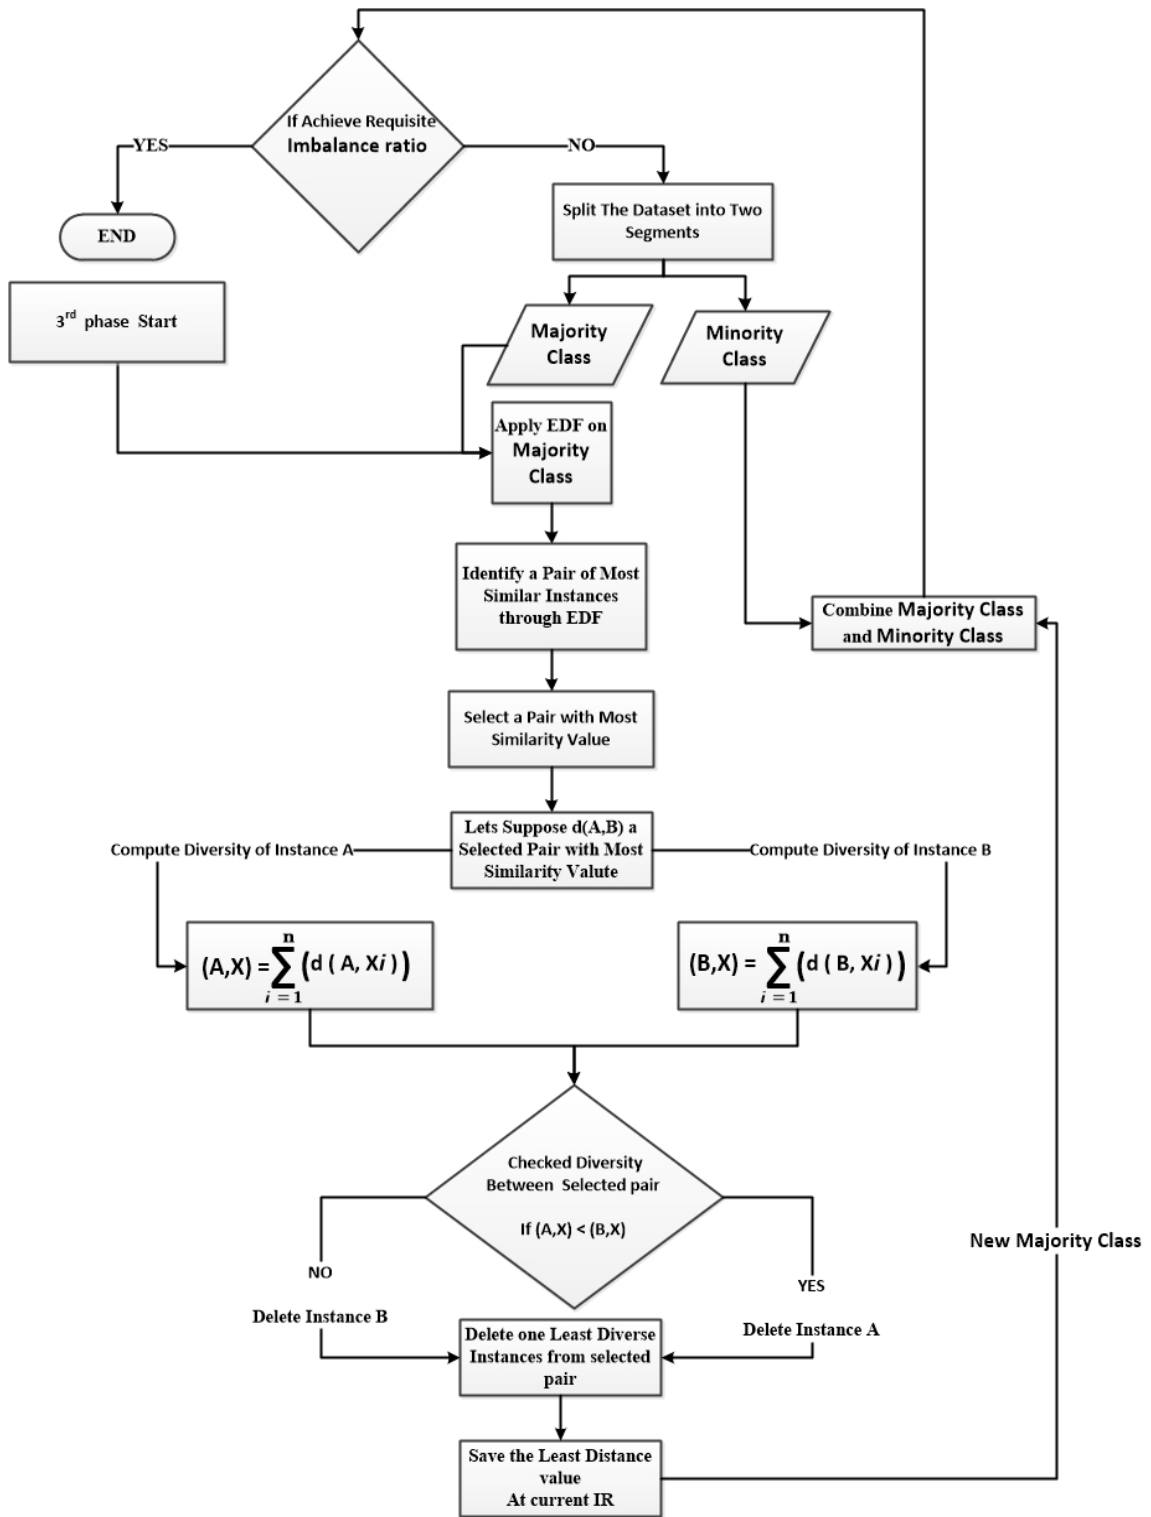 If Achieve Requisite
Imbalance ratio
YES
NO
END
Split The Dataset into Two
Segments
3rd phase Start
Majority
Class
Minority
Class
Apply EDF on
Majority
Class
Identify a Pair of Most
Similar Instances
through EDF
Combine Majority Class
and Minority Class
Select a Pair with Most
Similarity Value
Lets Suppose d(A,B) a
Selected Pair with Most
Similarity Valute
Compute Diversity of Instance A
Compute Diversity of Instance B
(A,X) = n∑i = 1 (d ( A, Xi ) )
(B,X) = n∑i = 1 (d ( B, Xi ) )
Checked Diversity
Between Selected pair
If (A,X) < (B,X)
NO
YES
Delete Instance B
Delete Instance A
New Majority Class
Delete one Least Diverse
Instances from selected
pair
Save the Least Distance
value
At current IR